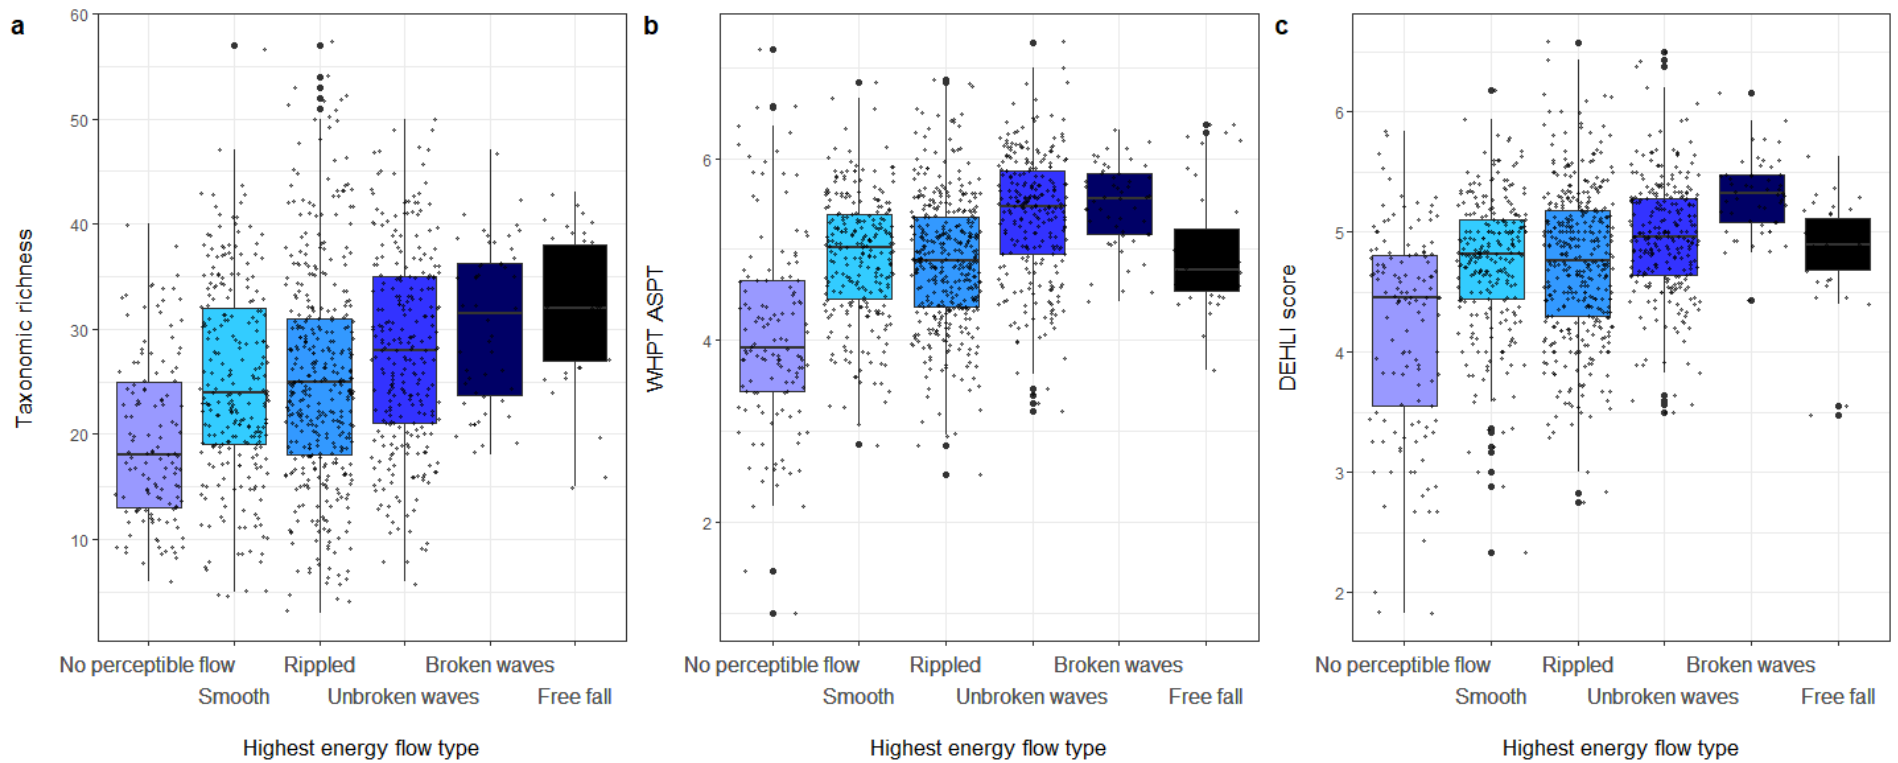 a
60
50
40
30
20
10
Taxonomic richness
No perceptible flow
Rippled
Broken waves
Smooth
Unbroken waves
Free fall
Highest energy flow type
b
6
4
2
WHPT ASPT
No perceptible flow
Rippled
Broken waves
Smooth
Unbroken waves
Free fall
Highest energy flow type
c
6
5
4
3
2
DEHLI score
No perceptible flow
Rippled
Broken waves
Smooth
Unbroken waves
Free fall
Highest energy flow type